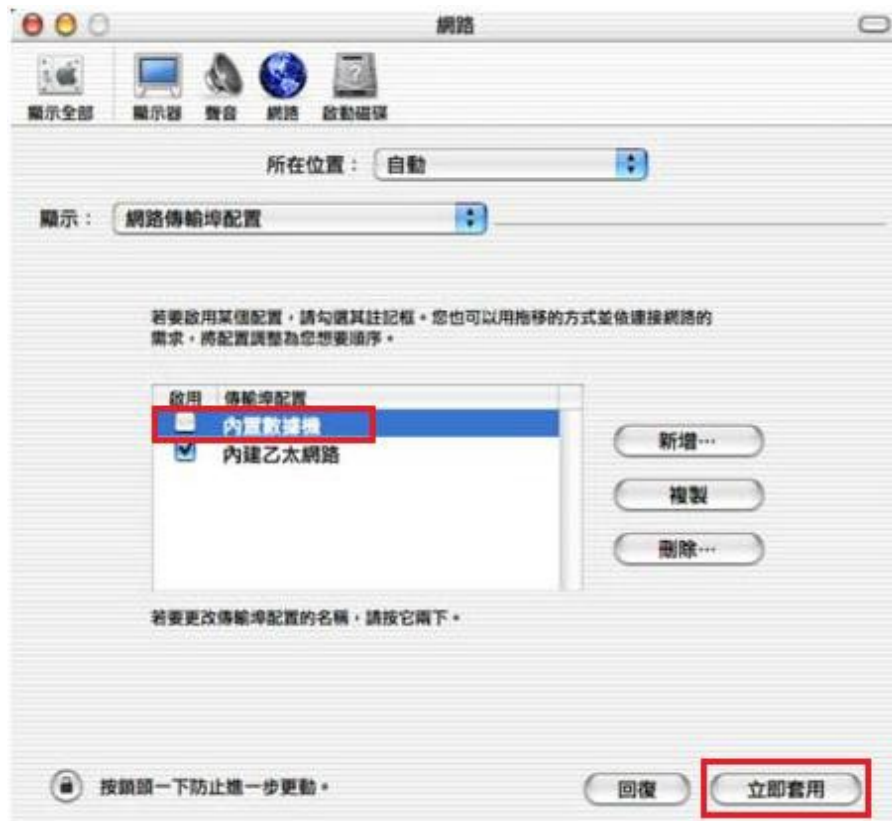 網路
顯示全部 顯示器 聲音 網路 啟動磁碟
所在位置： 自動
顯示： 網路傳輸埠配置
若要啟用某個配置，請勾選其註記框。您也可以用拖移的方式並依連接網路的
需求，將配置調整為您想要順序。
啟用 傳輸埠配置
內置數據機
內建乙太網路
新增…
複製
刪除…
若要更改傳輸埠配置的名稱，請按它兩下。
按鎖頭一下防止進一步更動。 回復 立即套用